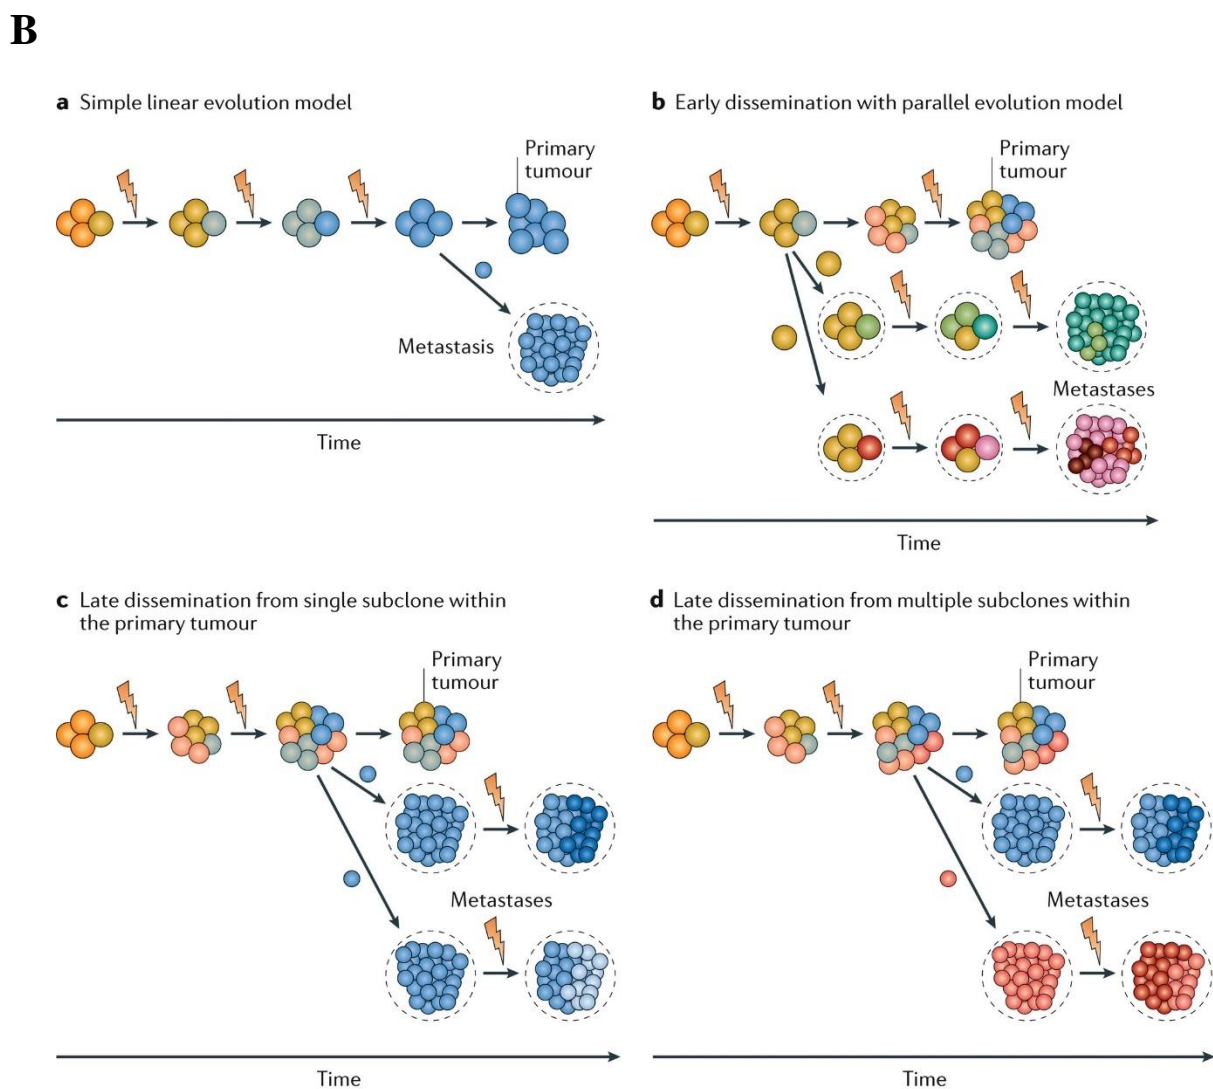 B
a Simple linear evolution model
Primary
tumour
Metastasis
Time
b Early dissemination with parallel evolution model
Primary
tumour
Metastases
Time
c Late dissemination from single subclone within
the primary tumour
Primary
tumour
Metastases
Time
d Late dissemination from multiple subclones within
the primary tumour
Primary
tumour
Metastases
Time